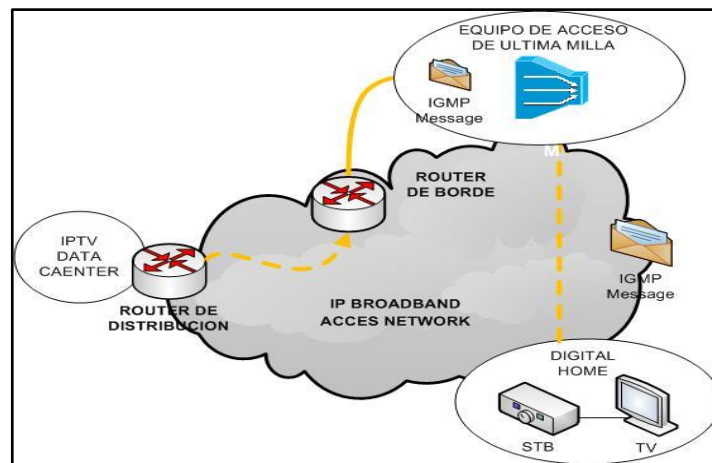 EQUIPO DE ACCESO
DE ULTIMA MILLA
IGMP
Message
M
ROUTER
DE BORDE
IPTV
DATA
CAENTER
ROUTER DE
DISTRIBUCION
IP BROADBAND
ACCES NETWORK
IGMP
Message
DIGITAL
HOME
STB
TV